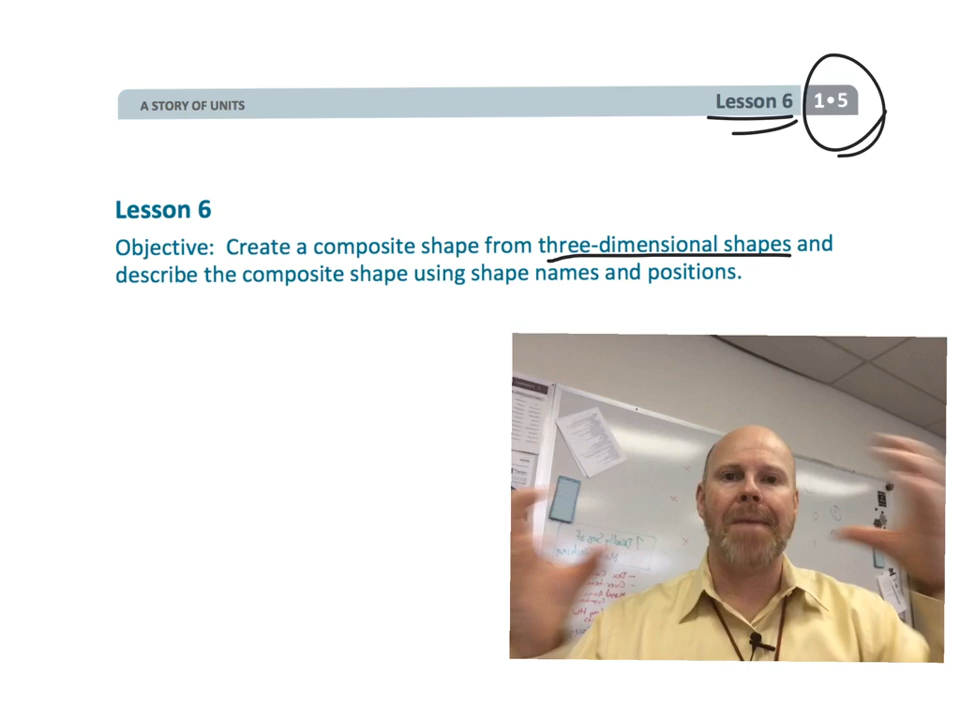 A STORY OF UNITS
Lesson 6
1•5
Lesson 6
Objective: Create a composite shape from three-dimensional shapes and
describe the composite shape using shape names and positions.